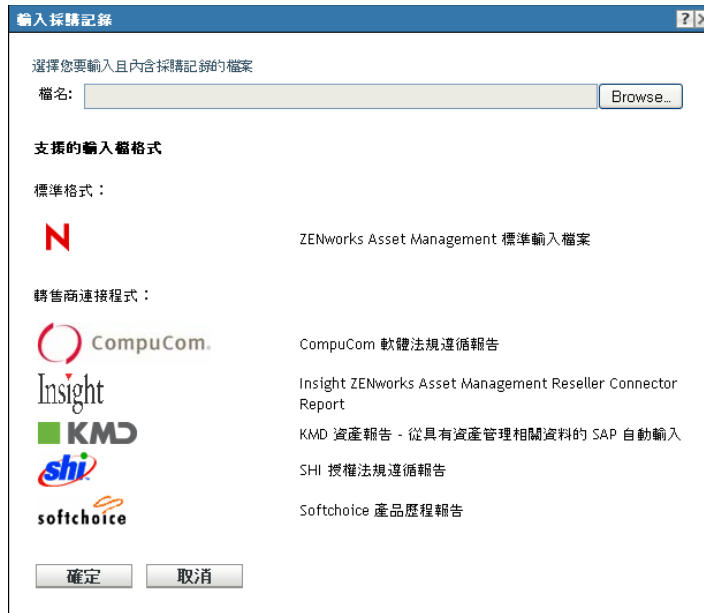 輸入採購記錄
選擇您要輸入且內含採購記錄的檔案
檔名: Browse...
支援的輸入檔格式
標準格式：
N ZENworks Asset Management 標準輸入檔案
轉售商連接程式：
CompuCom. CompuCom 軟體法規遵循報告
Insight Insight ZENworks Asset Management Reseller Connector
Report
KMD KMD 資產報告 - 從具有資產管理相關資料的 SAP 自動輸入
shi SHI 授權法規遵循報告
softchoice Softchoice 產品歷程報告
確定 取消